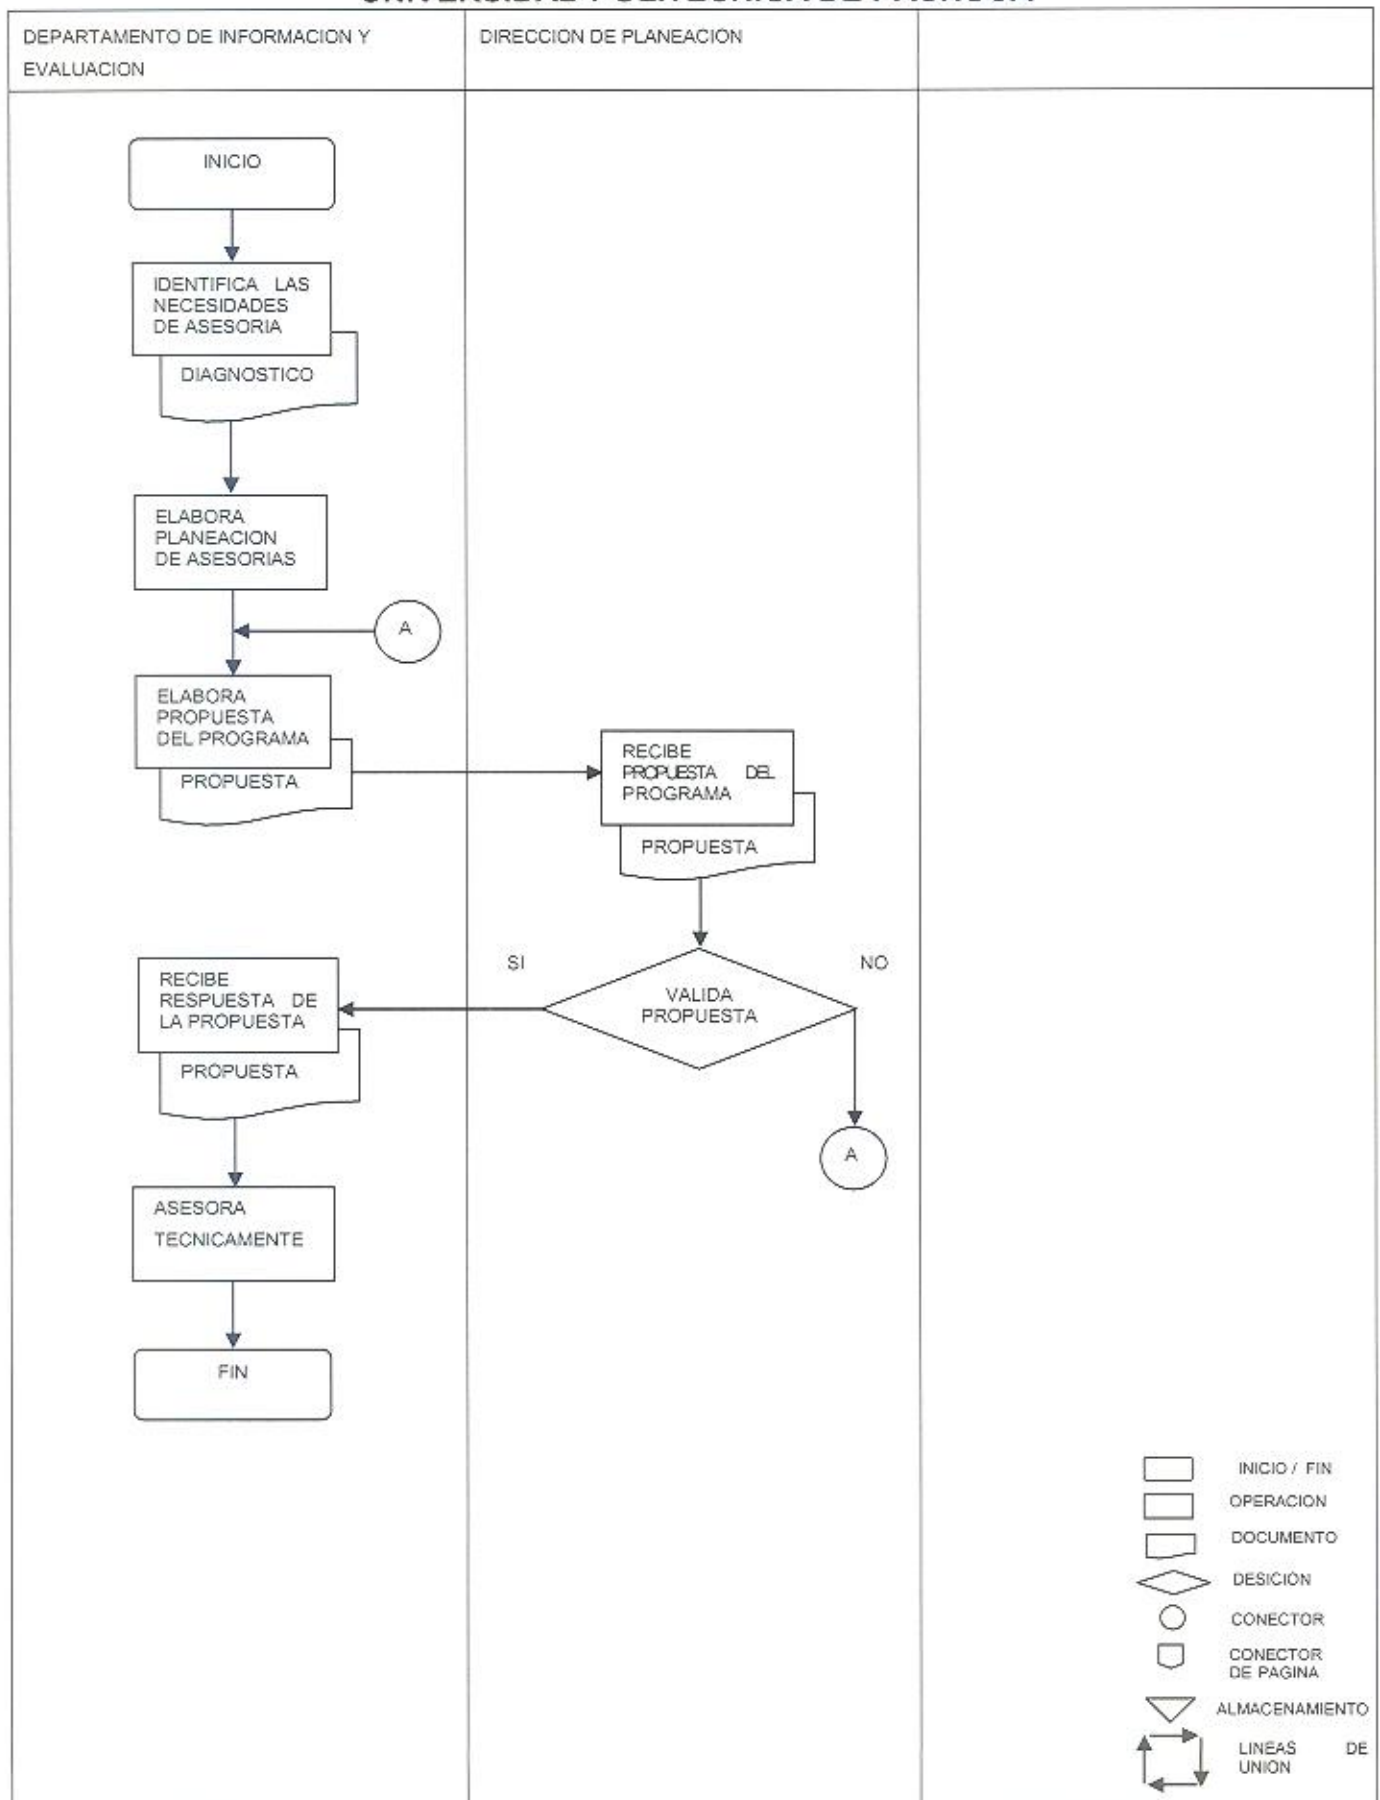 DEPARTAMENTO DE INFORMACION Y
EVALUACION
DIRECCION DE PLANEACION
INICIO
IDENTIFICA LAS
NECESIDADES
DE ASESORIA
DIAGNOSTICO
ELABORA
PLANEACION
DE ASESORIAS
A
ELABORA
PROPUESTA
DEL PROGRAMA
PROPUESTA
RECIBE
PROPUESTA DEL
PROGRAMA
PROPUESTA
SI
NO
VALIDA
PROPUESTA
RECIBE
RESPUESTA DE
LA PROPUESTA
PROPUESTA
A
ASESORA
TECNICAMENTE
FIN
INICIO / FIN
OPERACION
DOCUMENTO
DESICIÓN
CONECTOR
CONECTOR
DE PAGINA
ALMACENAMIENTO
LINEAS DE
UNION